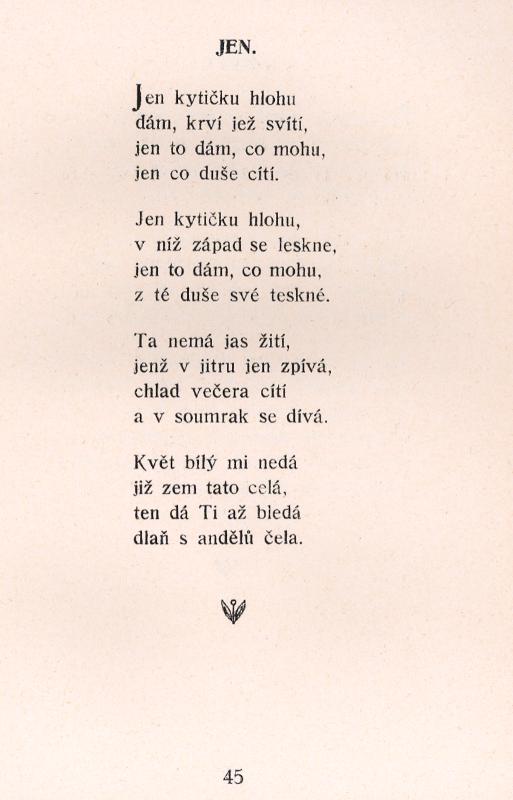 JEN.
Jen kytičku hlohu
dám, krví jež svítí,
jen to dám, co mohu,
jen co duše cítí.
Jen kytičku hlohu,
v níž západ se leskne,
jen to dám, co mohu,
z té duše své teskné.
Ta nemá jas žití,
jenž v jitru jen zpívá,
chlad večera cítí
a v soumrak se dívá.
Květ bílý mi nedá
již zem tato celá,
ten dá Ti až bledá
dlaň s andělů čela.
45